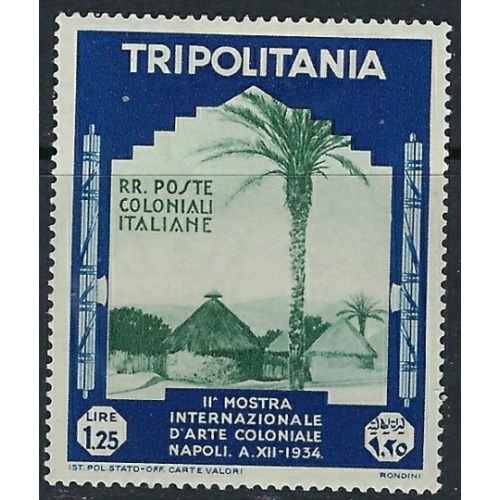 TRIPOLITANIA
RR. POSTE
COLONIALI
ITALIANE
IIᴬ MOSTRA
INTERNAZIONALE
D'ARTE COLONIALE
NAPOLI. A.XII-1934.
LIRE
1.25
١.٢٥
IST. POL. STATO-OFF. CARTE VALORI
RONDINI